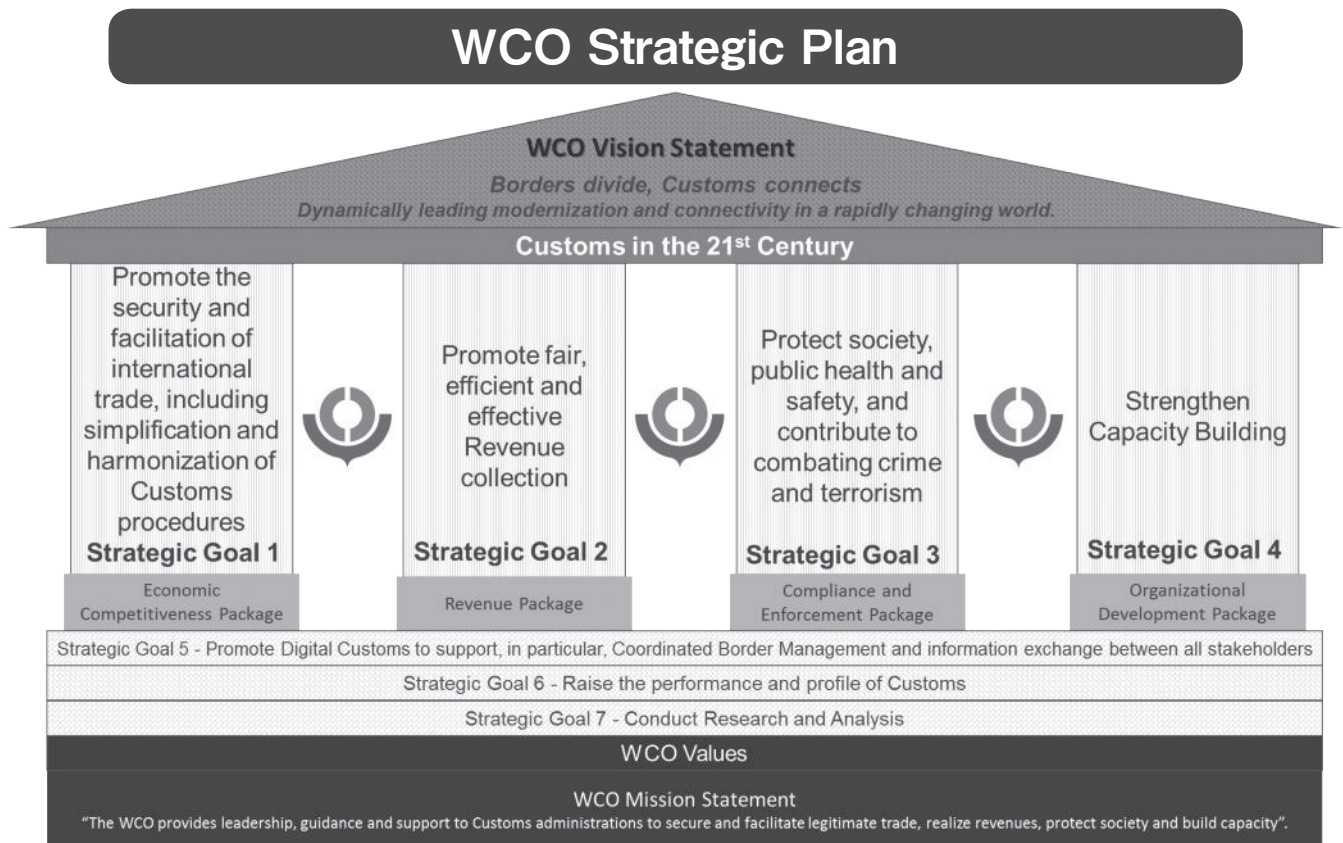 WCO Strategic Plan
WCO Vision Statement
Borders divide, Customs connects
Dynamically leading modernization and connectivity in a rapidly changing world.
Customs in the 21st Century
Promote the
security and
facilitation of
international
trade, including
simplification and
harmonization of
Customs
procedures
Strategic Goal 1
Economic
Competitiveness Package
Promote fair,
efficient and
effective
Revenue
collection
Strategic Goal 2
Revenue Package
Protect society,
public health and
safety, and
contribute to
combating crime
and terrorism
Strategic Goal 3
Compliance and
Enforcement Package
Strengthen
Capacity Building
Strategic Goal 4
Organizational
Development Package
Strategic Goal 5 - Promote Digital Customs to support, in particular, Coordinated Border Management and information exchange between all stakeholders
Strategic Goal 6 - Raise the performance and profile of Customs
Strategic Goal 7 - Conduct Research and Analysis
WCO Values
WCO Mission Statement
“The WCO provides leadership, guidance and support to Customs administrations to secure and facilitate legitimate trade, realize revenues, protect society and build capacity”.